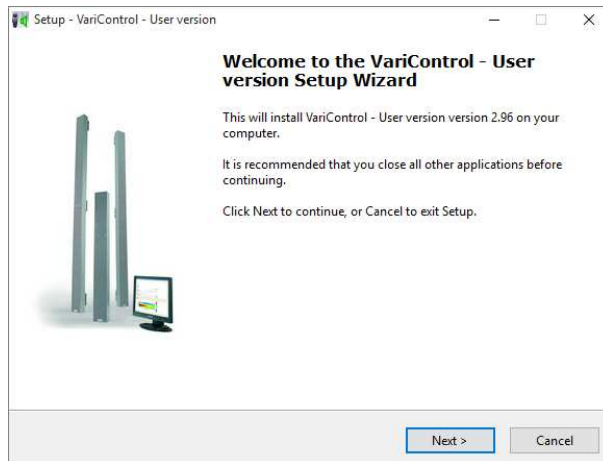 Setup - VariControl - User version
Welcome to the VariControl - User
version Setup Wizard
This will install VariControl - User version version 2.96 on your
computer.
It is recommended that you close all other applications before
continuing.
Click Next to continue, or Cancel to exit Setup.
Next >
Cancel